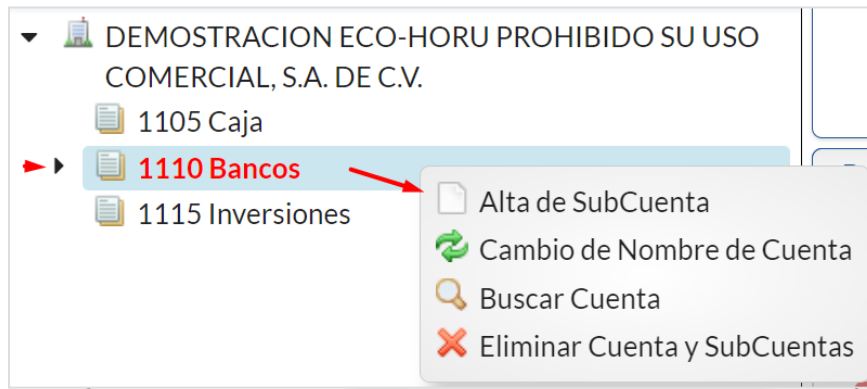 DEMOSTRACION ECO-HORU PROHIBIDO SU USO
COMERCIAL, S.A. DE C.V.
1105 Caja
1110 Bancos
1115 Inversiones
Alta de SubCuenta
Cambio de Nombre de Cuenta
Buscar Cuenta
Eliminar Cuenta y SubCuentas